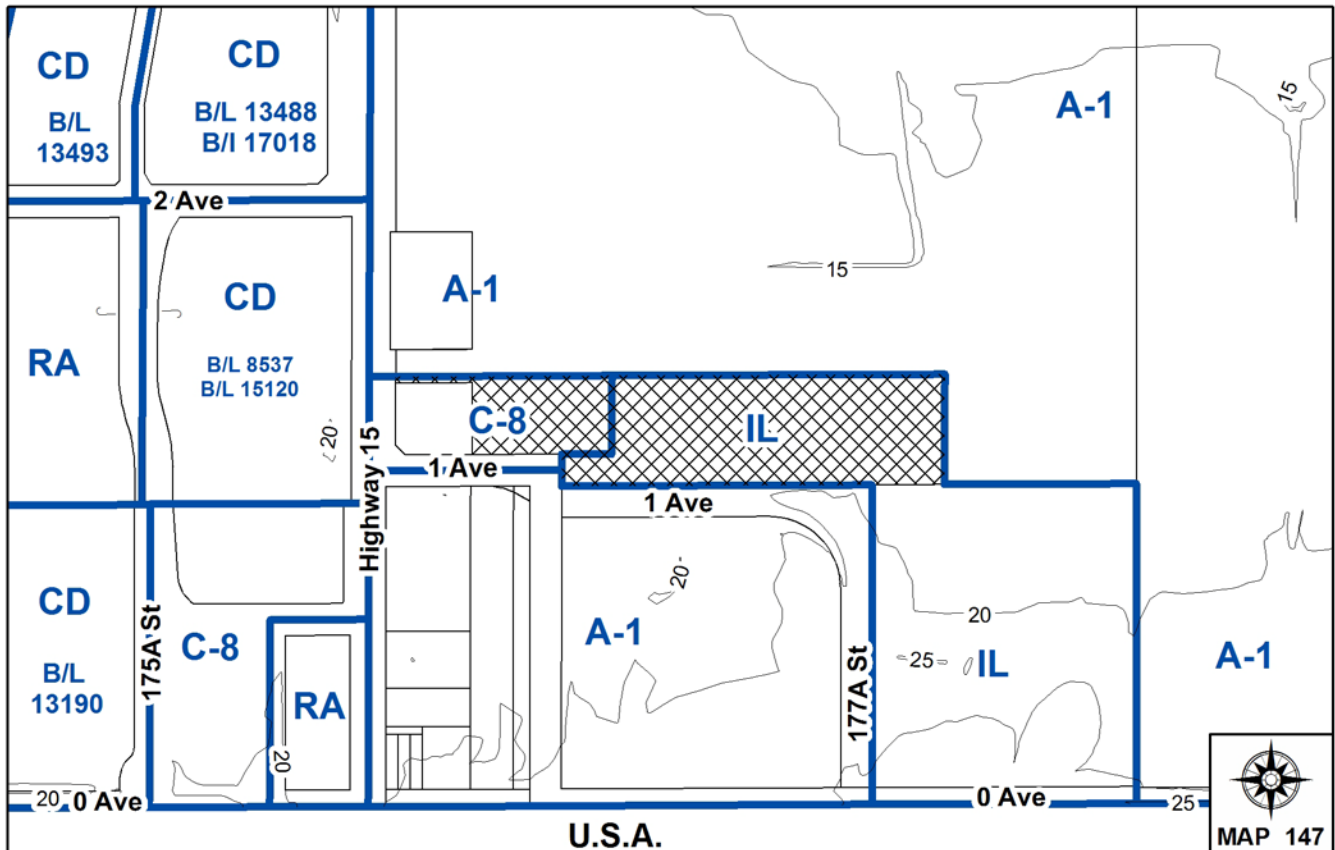 CD
B/L
13493
CD
B/L 13488
B/I 17018
A-1
15
2 Ave
15
CD
A-1
RA
B/L 8537
B/L 15120
20
C-8
IL
Highway 15
1 Ave
1 Ave
CD
B/L
13190
175A St
C-8
RA
20
20
A-1
177A St
20
25
IL
A-1
20
0 Ave
0 Ave
25
U.S.A.
MAP 147